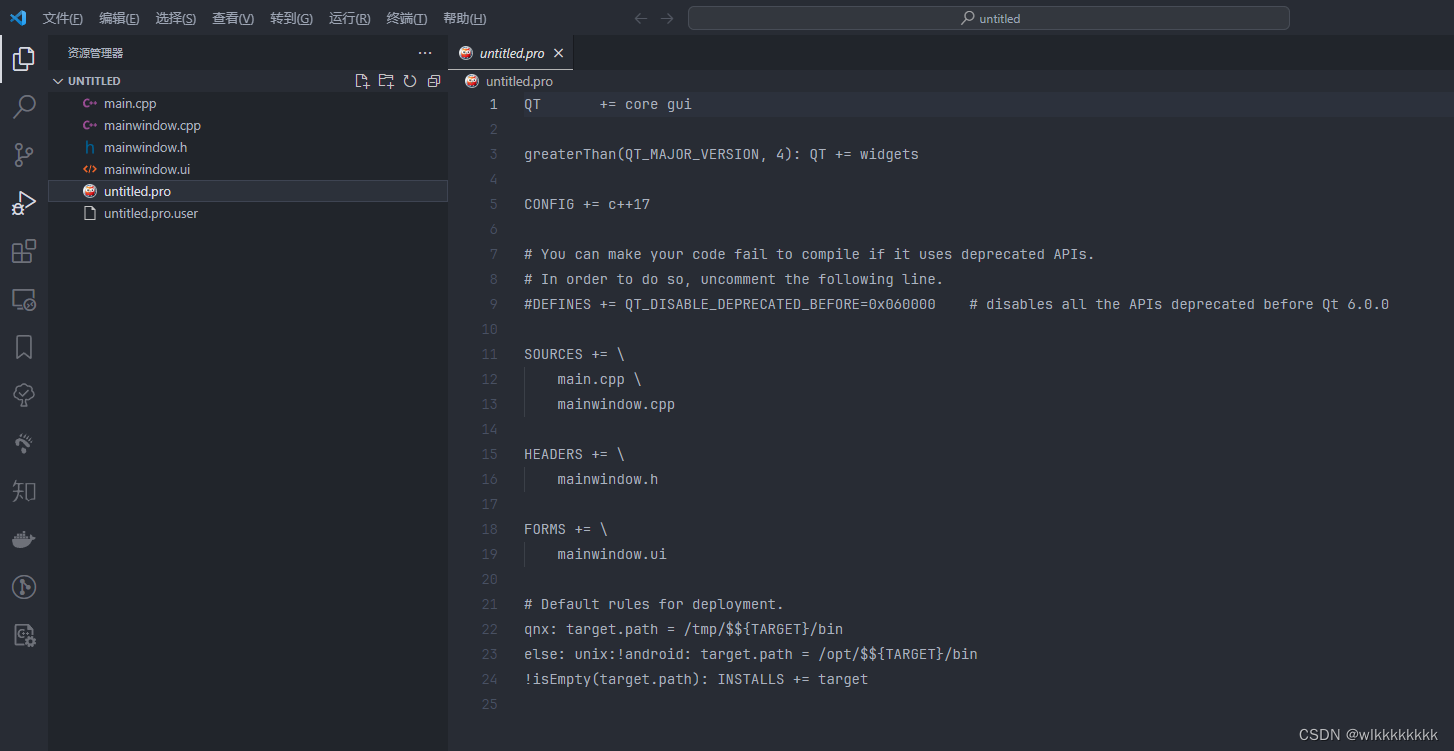 文件(F) 编辑(E) 选择(S) 查看(V) 转到(G) 运行(R) 终端(T) 帮助(H) untitled
资源管理器
UNTITLED
main.cpp
mainwindow.cpp
mainwindow.h
mainwindow.ui
untitled.pro
untitled.pro.user
知
untitled.pro
untitled.pro
1 QT       += core gui
2
3 greaterThan(QT_MAJOR_VERSION, 4): QT += widgets
4
5 CONFIG += c++17
6
7 # You can make your code fail to compile if it uses deprecated APIs.
8 # In order to do so, uncomment the following line.
9 #DEFINES += QT_DISABLE_DEPRECATED_BEFORE=0x060000    # disables all the APIs deprecated before Qt 6.0.0
10
11 SOURCES += \
12     main.cpp \
13     mainwindow.cpp
14
15 HEADERS += \
16     mainwindow.h
17
18 FORMS += \
19     mainwindow.ui
20
21 # Default rules for deployment.
22 qnx: target.path = /tmp/$${TARGET}/bin
23 else: unix:!android: target.path = /opt/$${TARGET}/bin
24 !isEmpty(target.path): INSTALLS += target
25
CSDN @wlkkkkkkkk